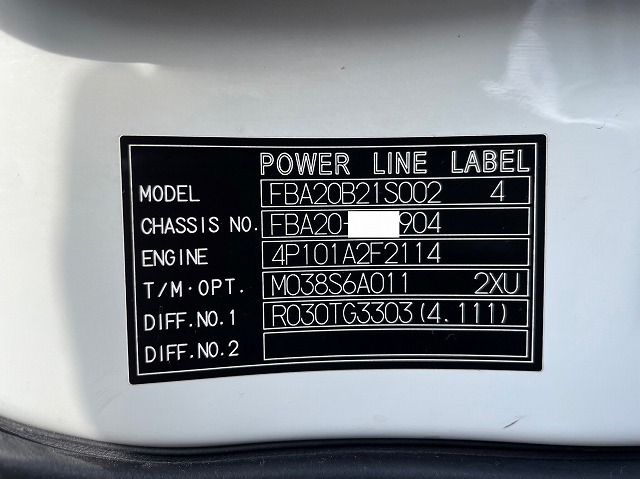 POWER LINE LABEL
MODEL FBA20B21S002 4
CHASSIS NO. FBA20- 904
ENGINE 4P101A2F2114
T/M·OPT. M038S6A011 2XU
DIFF.NO.1 R030TG3303(4.111)
DIFF.NO.2